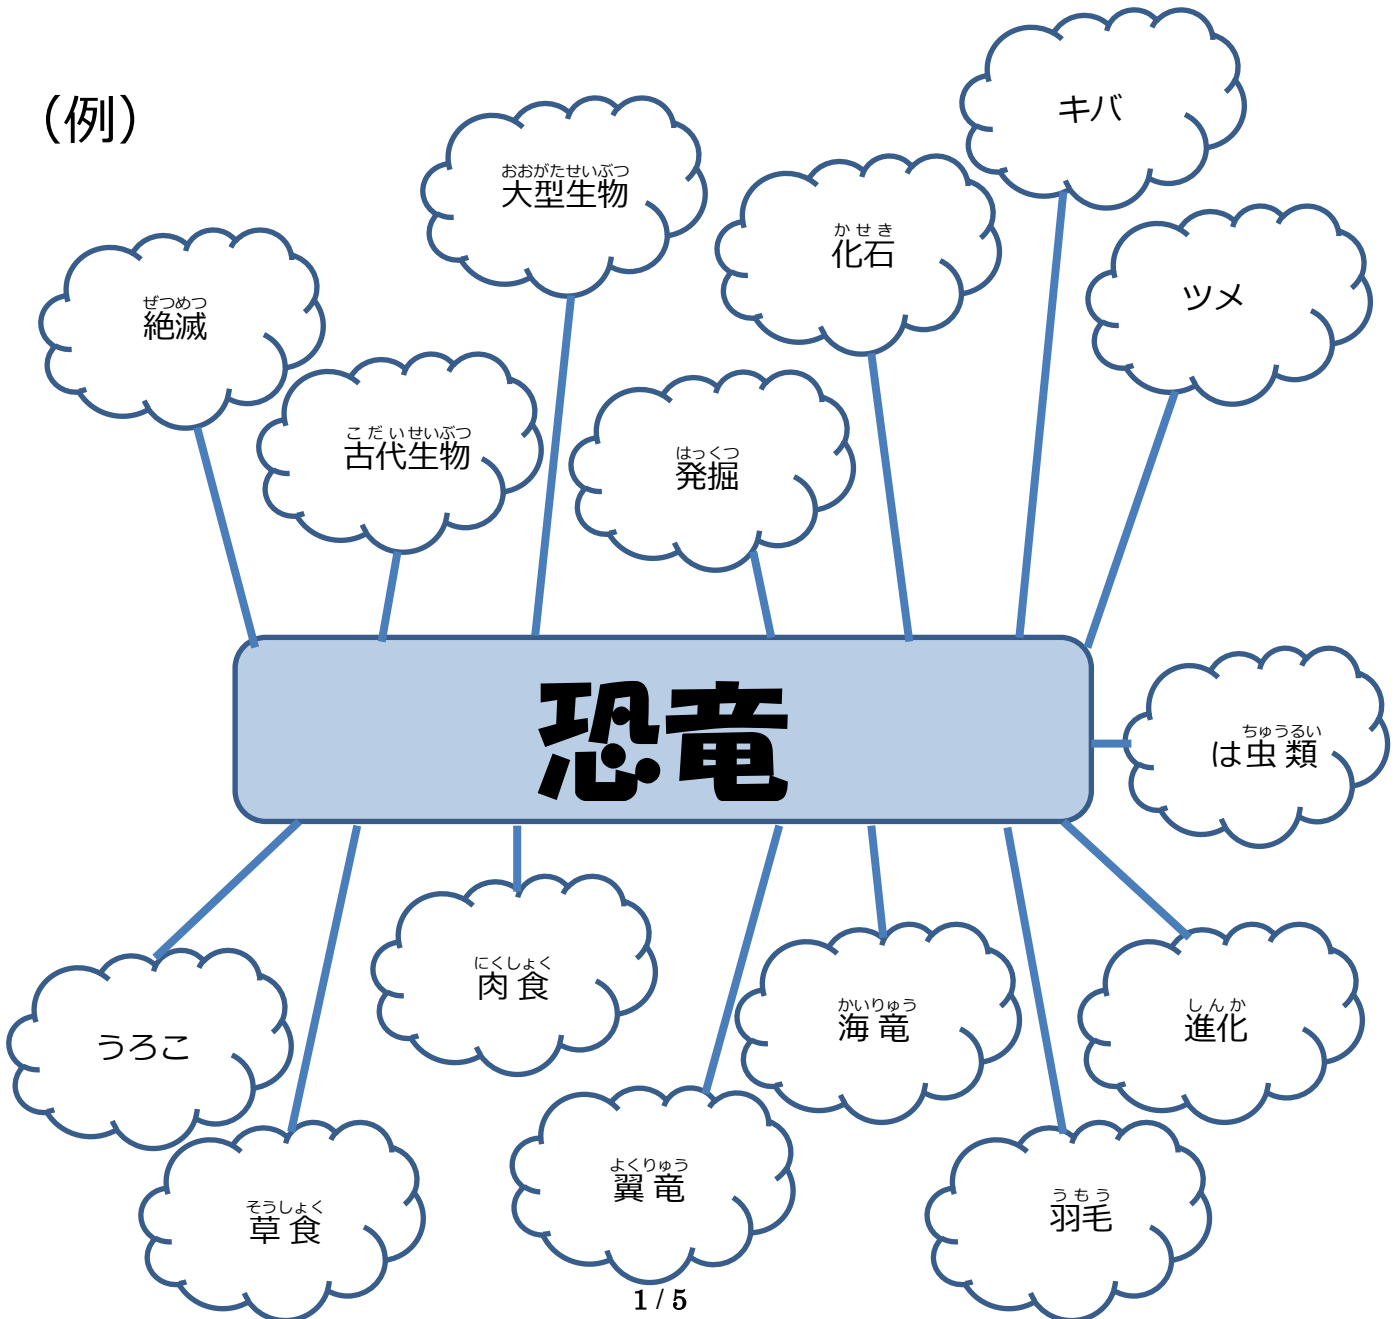 （例）
キバ
おおがたせいぶつ
大型生物
かせき
化石
ツメ
ぜつめつ
絶滅
こだいせいぶつ
古代生物
はっくつ
発掘
恐竜
ちゅうるい
は虫類
にくしょく
肉食
かいりゅう
海竜
しんか
進化
うろこ
よくりゅう
翼竜
そうしょく
草食
うもう
羽毛
1 / 5